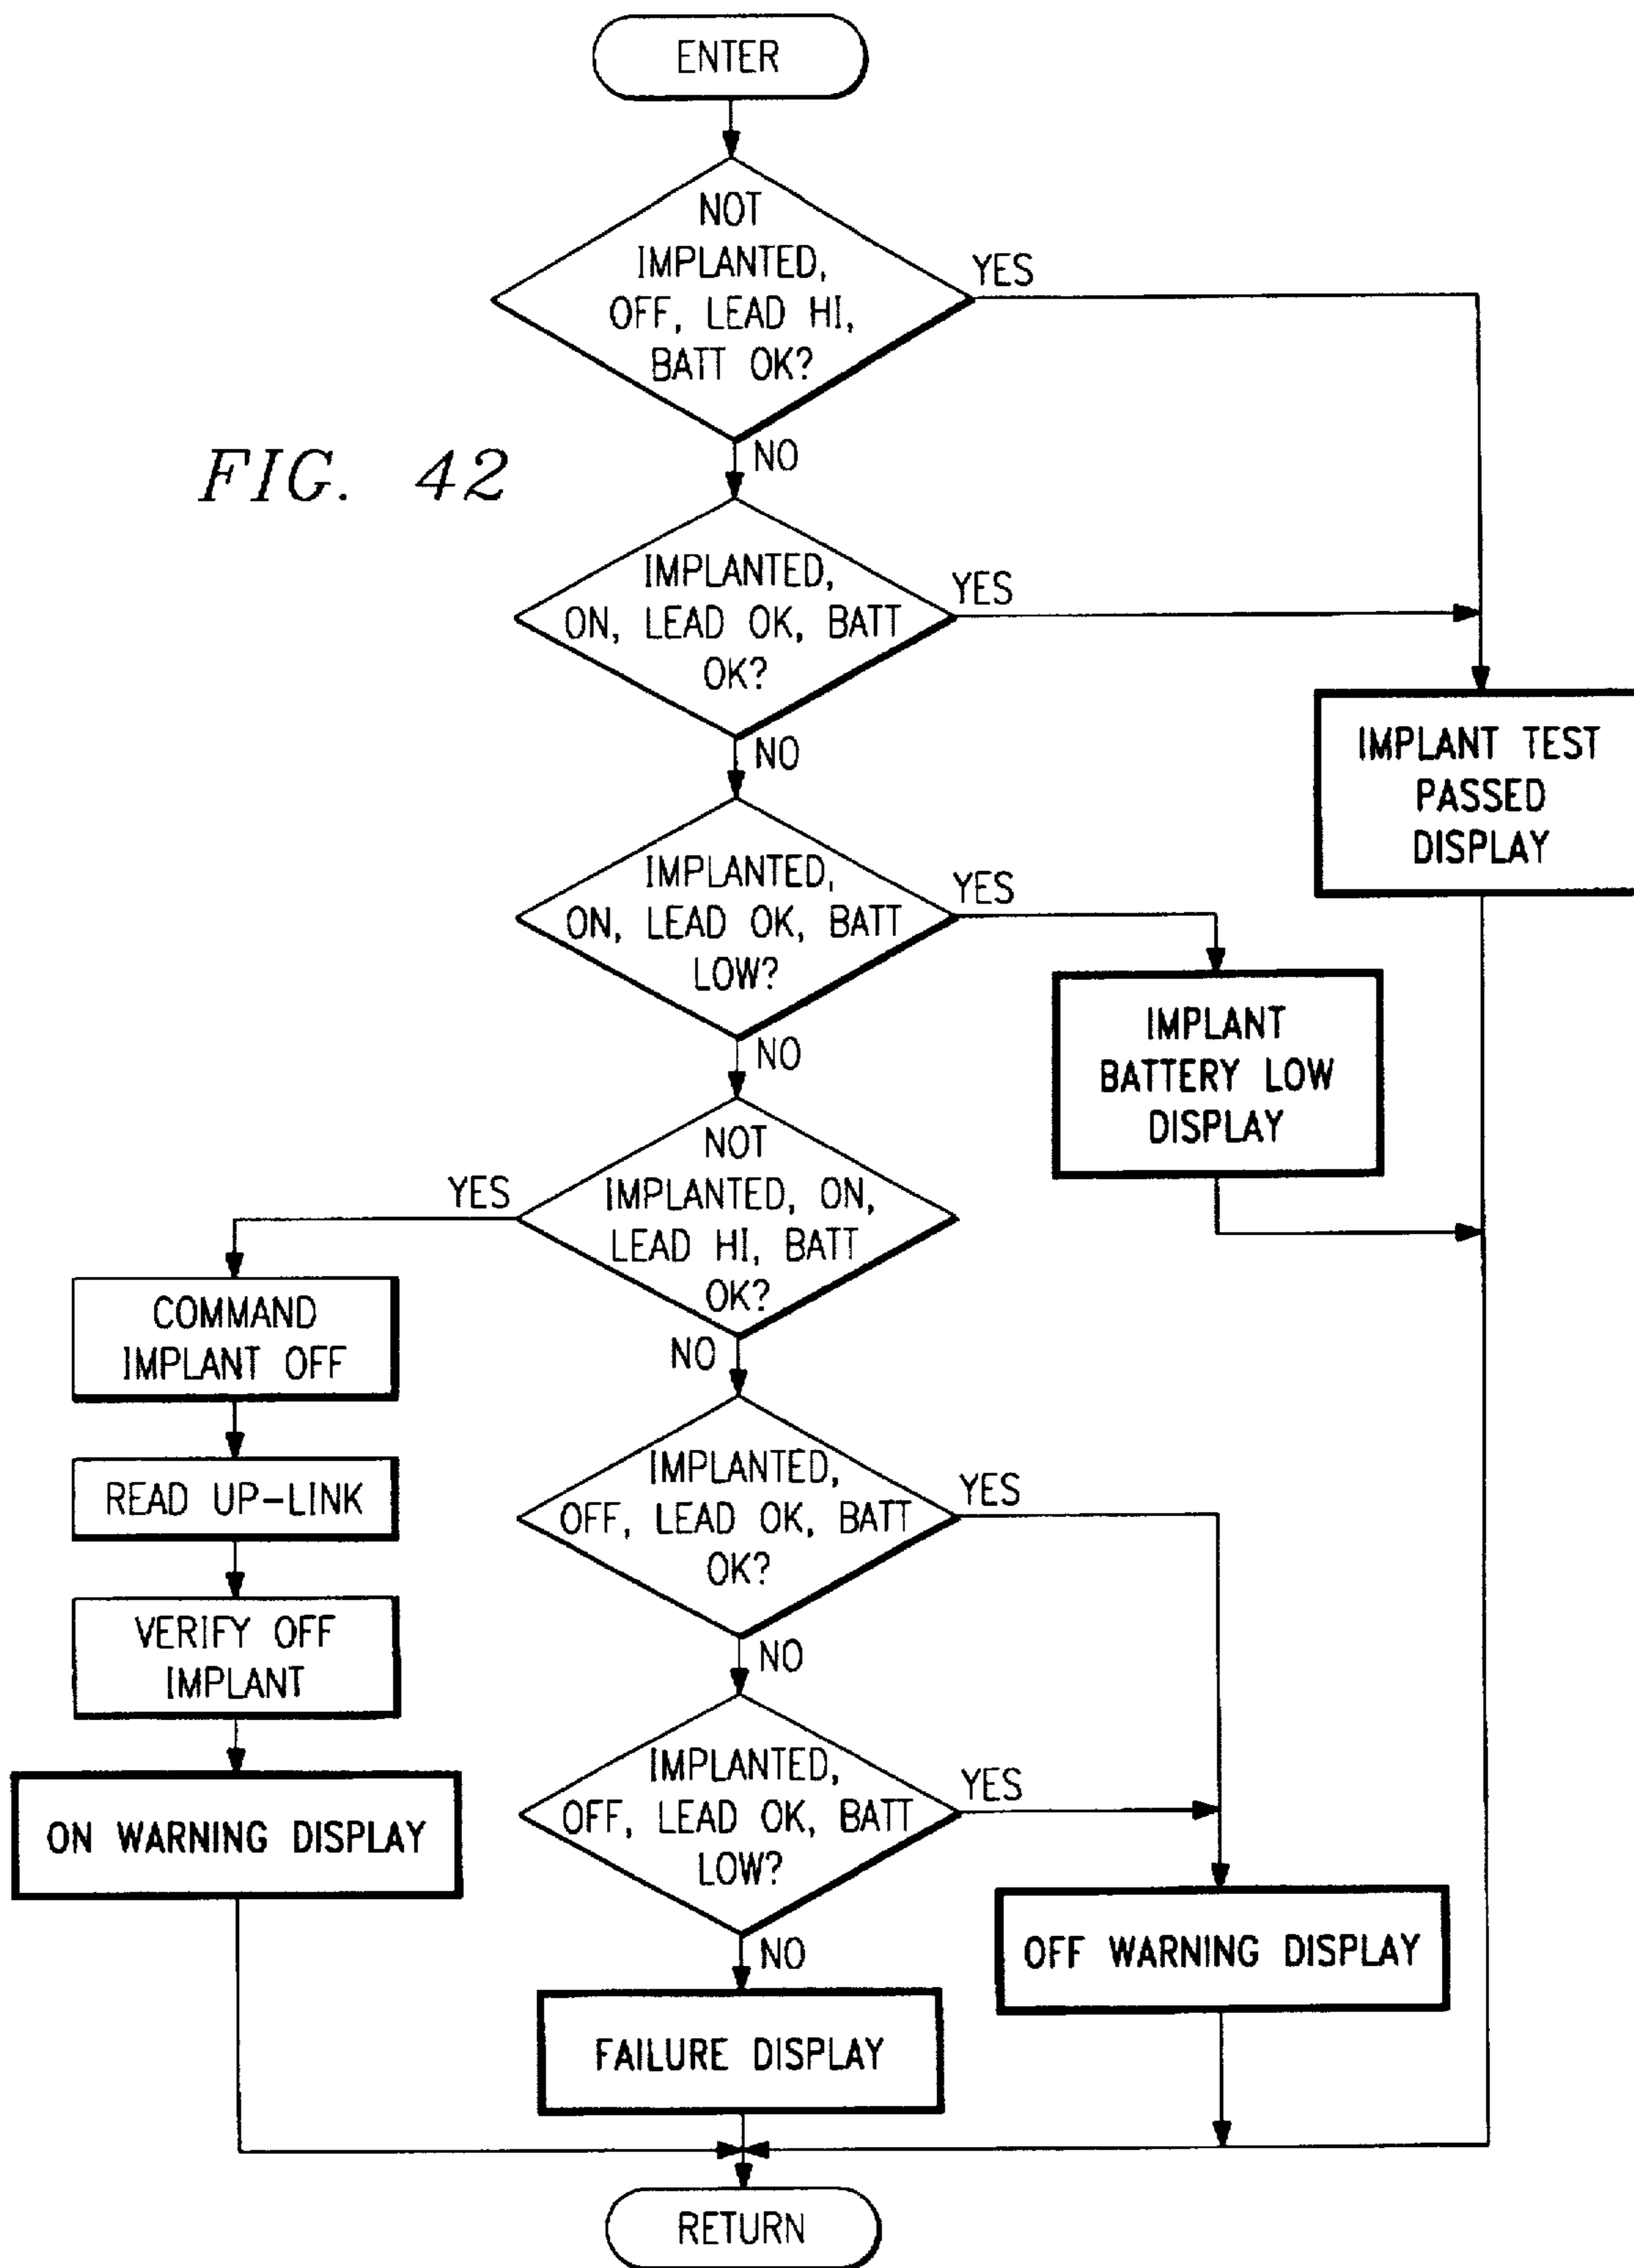 ENTER
NOT
IMPLANTED,
OFF, LEAD HI,
BATT OK?
YES
NO
FIG. 42
IMPLANTED,
ON, LEAD OK, BATT
OK?
YES
NO
IMPLANT TEST
PASSED
DISPLAY
IMPLANTED,
ON, LEAD OK, BATT
LOW?
YES
NO
IMPLANT
BATTERY LOW
DISPLAY
NOT
IMPLANTED, ON,
LEAD HI, BATT
OK?
YES
NO
COMMAND
IMPLANT OFF
READ UP-LINK
VERIFY OFF
IMPLANT
ON WARNING DISPLAY
IMPLANTED,
OFF, LEAD OK, BATT
OK?
YES
NO
IMPLANTED,
OFF, LEAD OK, BATT
LOW?
YES
NO
OFF WARNING DISPLAY
FAILURE DISPLAY
RETURN